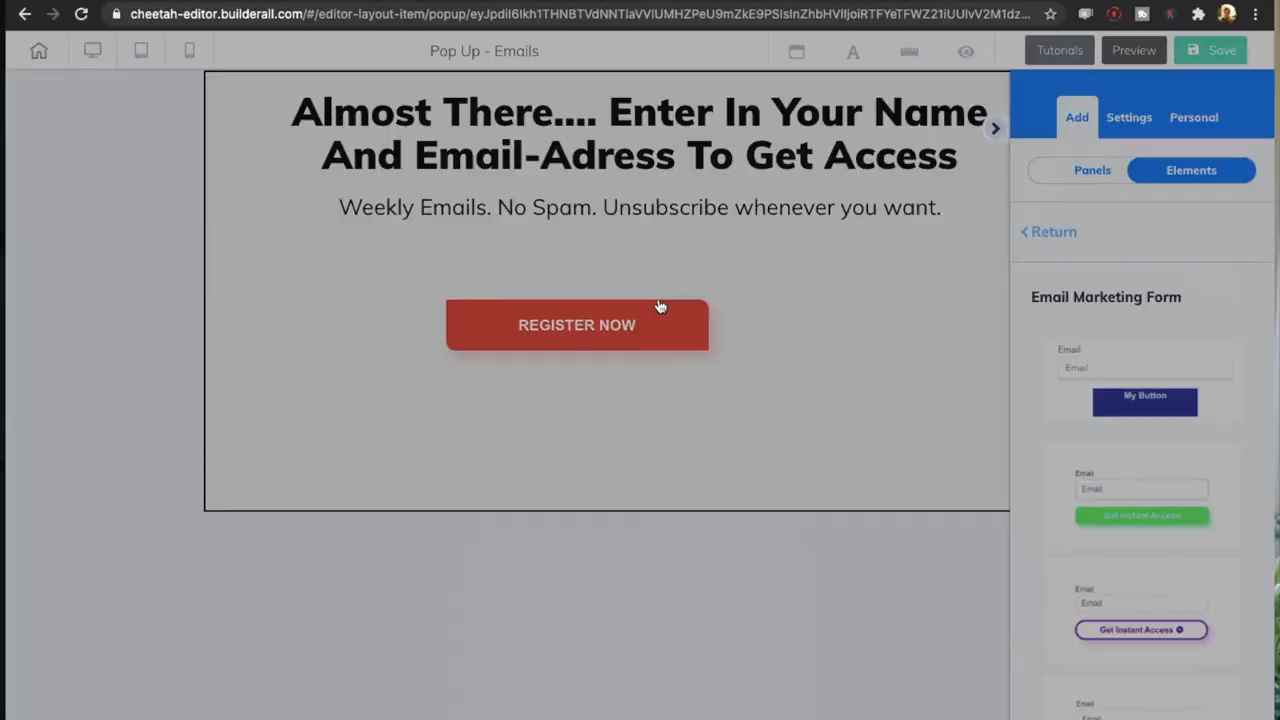 cheetah-editor.builderall.com/#/editor-layout-item/popup/
Pop Up - Emails
Tutorials
Preview
Save
Almost There.... Enter In Your Name
And Email-Adress To Get Access
Weekly Emails. No Spam. Unsubscribe whenever you want.
REGISTER NOW
Add
Settings
Personal
Panels
Elements
Return
Email Marketing Form
Email
Email
My Button
Email
Email
Get Instant Access
Email
Email
Get Instant Access
Email